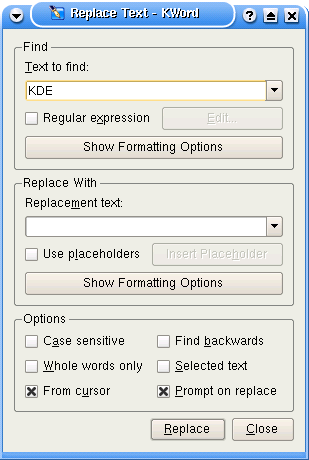 Replace Text - KWord
Find
Text to find:
KDE
Regular expression Edit...
Show Formatting Options
Replace With
Replacement text:
Use placeholders Insert Placeholder
Show Formatting Options
Options
Case sensitive Find backwards
Whole words only Selected text
From cursor Prompt on replace
Replace Close